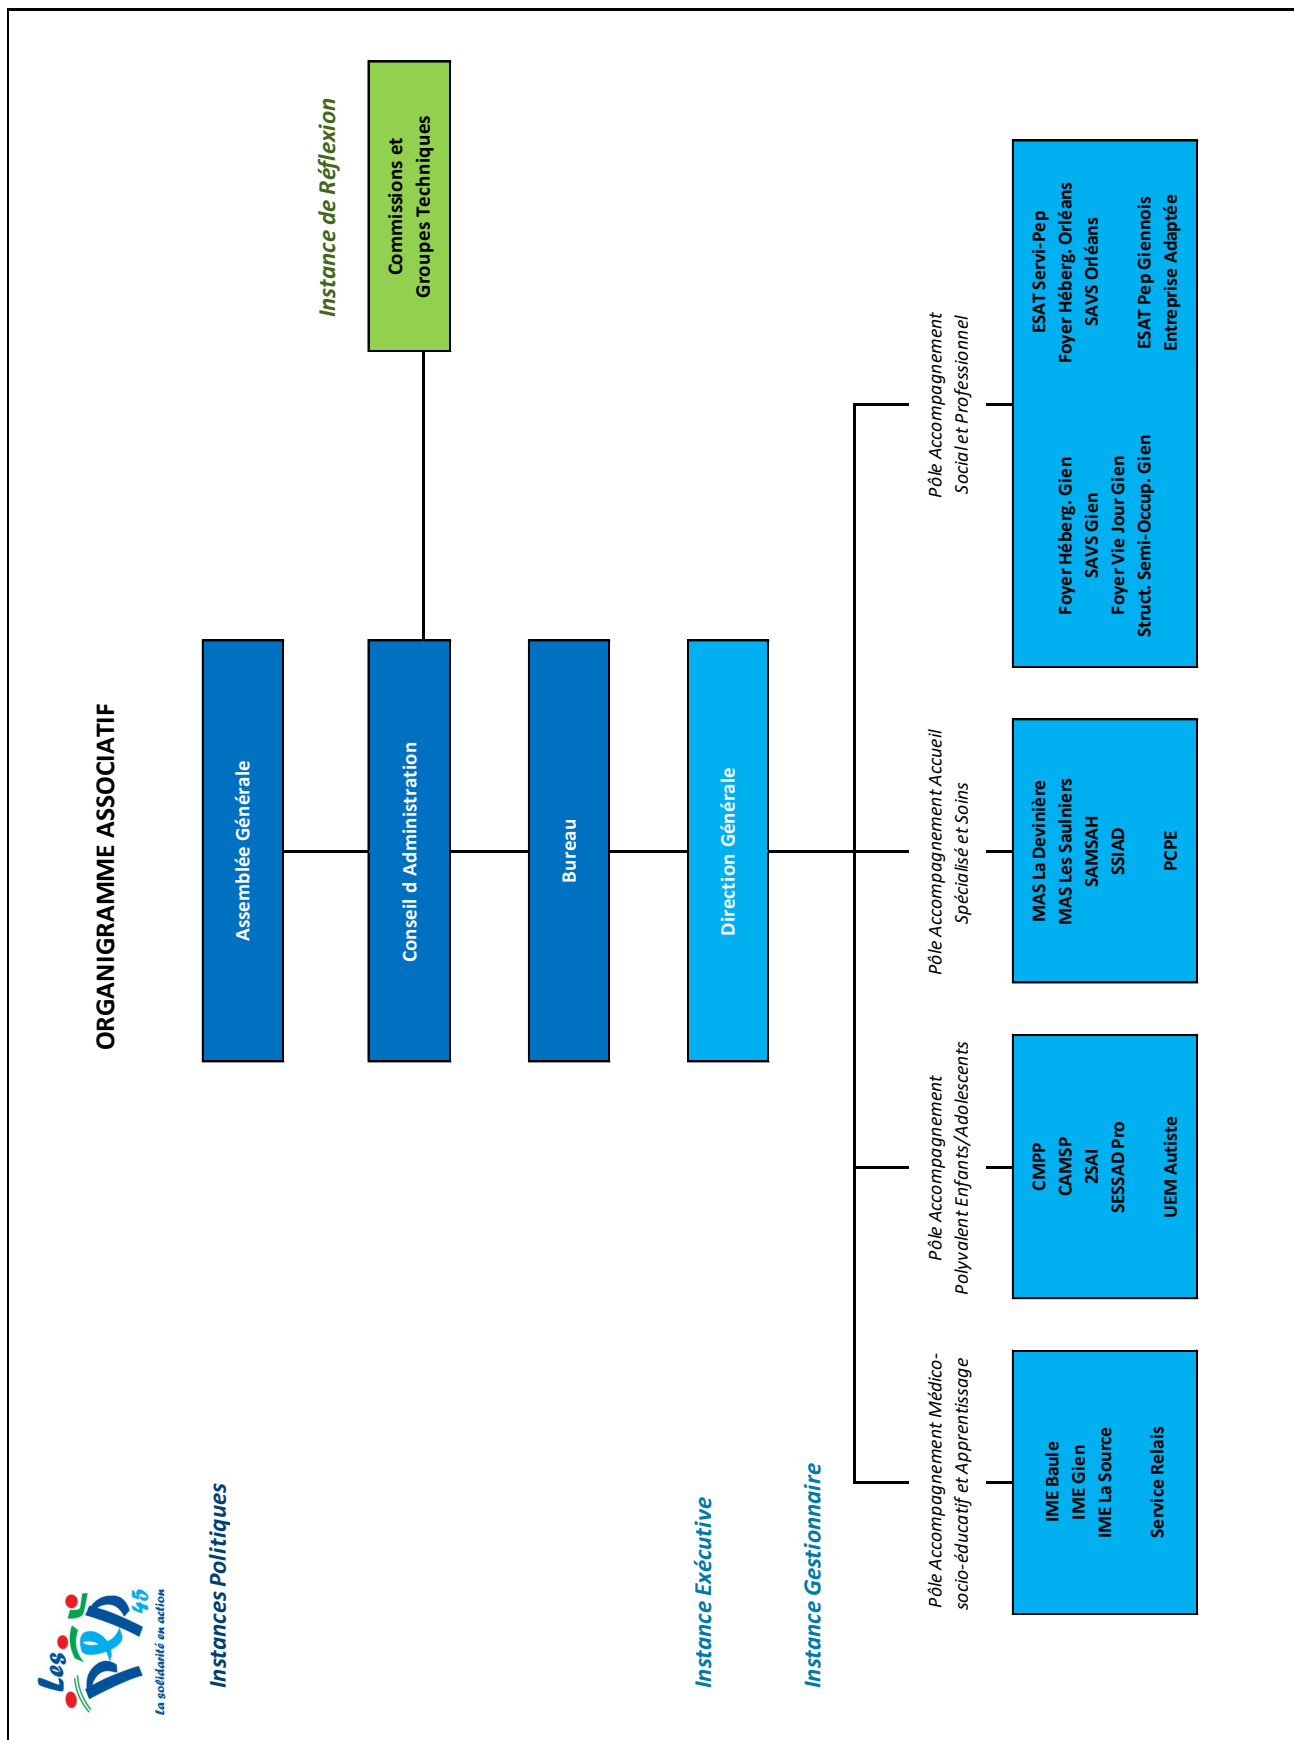 Les
PEP 45
La solidarité en action
ORGANIGRAMME ASSOCIATIF
Instances Politiques
Assemblée Générale
Instance de Réflexion
Conseil d Administration
Commissions et
Groupes Techniques
Bureau
Instance Exécutive
Direction Générale
Instance Gestionnaire
Pôle Accompagnement Médico-
socio-éducatif et Apprentissage
IME Baule
IME Gien
IME La Source
Service Relais
Pôle Accompagnement
Polyvalent Enfants/Adolescents
CMPP
CAMSP
2SAI
SESSAD Pro
UEM Autiste
Pôle Accompagnement Accueil
Spécialisé et Soins
MAS La Devinière
MAS Les Saulniers
SAMSAH
SSIAD
PCPE
Pôle Accompagnement
Social et Professionnel
Foyer Héberg. Gien
SAVS Gien
Foyer Vie Jour Gien
Struct. Semi-Occup. Gien
ESAT Servi-Pep
Foyer Héberg. Orléans
SAVS Orléans
ESAT Pep Giennois
Entreprise Adaptée